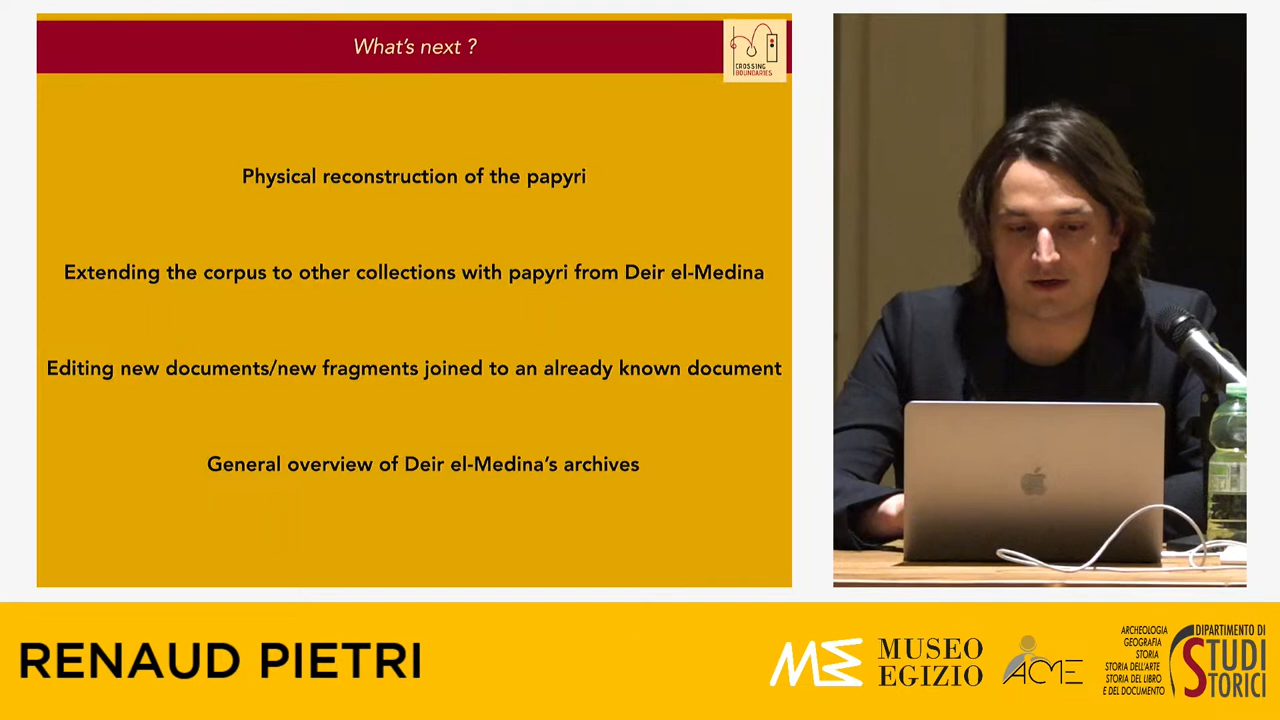 What's next ?
CROSSING
BOUNDARIES
Physical reconstruction of the papyri
Extending the corpus to other collections with papyri from Deir el-Medina
Editing new documents/new fragments joined to an already known document
General overview of Deir el-Medina's archives
RENAUD PIETRI
ME
MUSEO
EGIZIO
ACME
ARCHEOLOGIA
GEOGRAFIA
STORIA
STORIA DELL'ARTE
STORIA DEL LIBRO
E DEL DOCUMENTO
DIPARTIMENTO DI
STUDI
STORICI